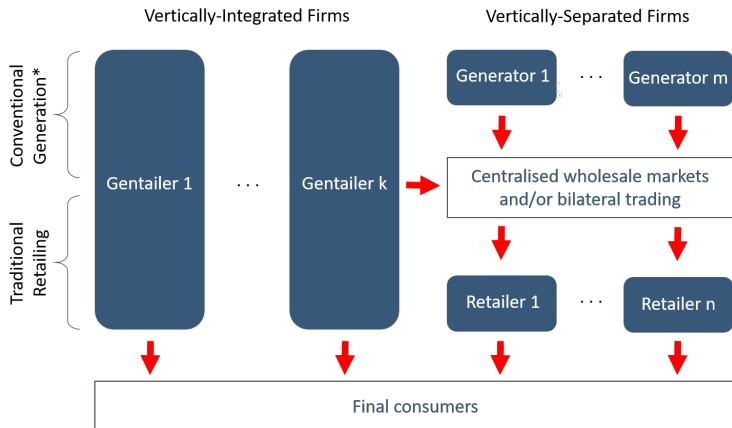 Vertically-Integrated Firms
Vertically-Separated Firms
Conventional
Generation*
Traditional
Retailing
Gentailer 1
. . .
Gentailer k
Generator 1
. . .
Generator m
Centralised wholesale markets
and/or bilateral trading
Retailer 1
. . .
Retailer n
Final consumers